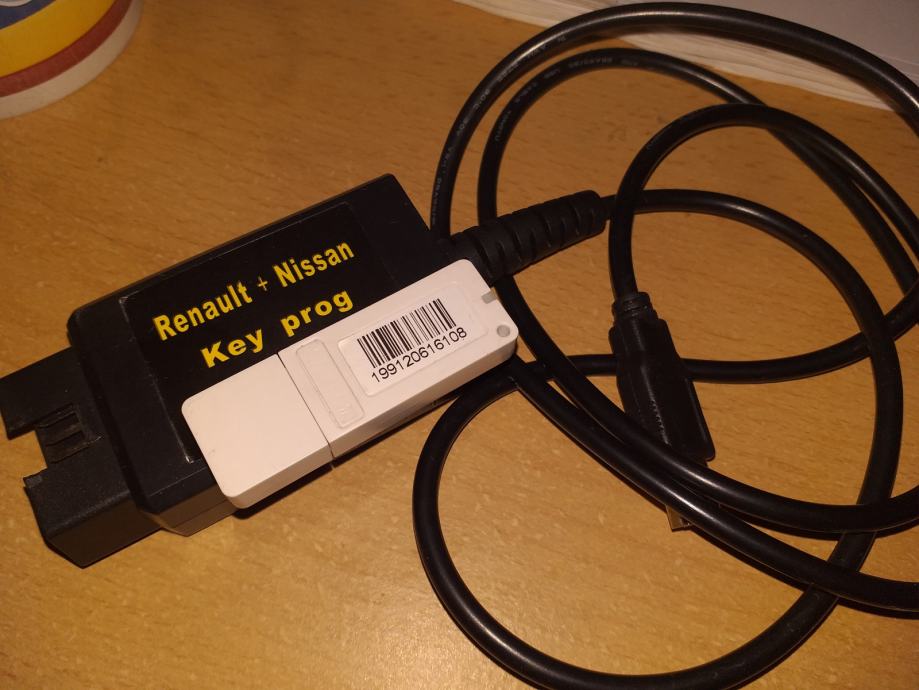 Renault + Nissan
Key prog
199120616108